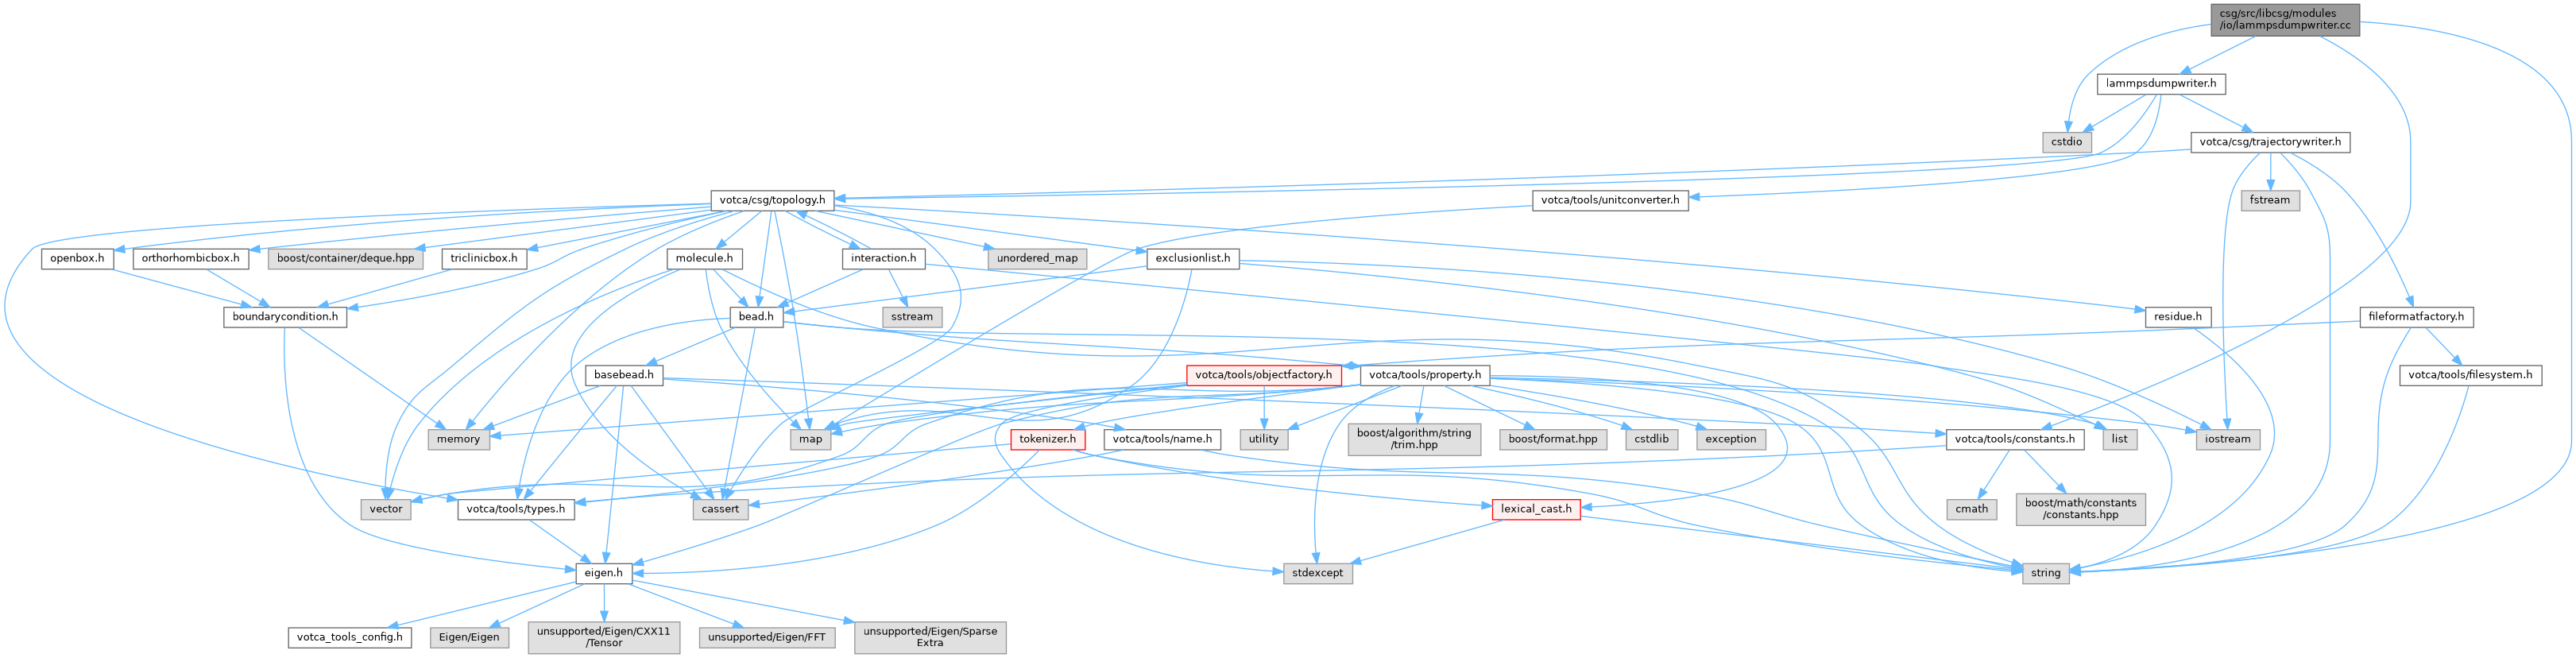 csg/src/libcsg/modules
/io/lammpsdumpwriter.cc
lammpsdumpwriter.h
cstdio
votca/csg/trajectorywriter.h
votca/csg/topology.h
votca/tools/unitconverter.h
fstream
openbox.h
orthorhombicbox.h
boost/container/deque.hpp
triclinicbox.h
molecule.h
interaction.h
unordered_map
exclusionlist.h
boundarycondition.h
bead.h
sstream
residue.h
fileformatfactory.h
basebead.h
votca/tools/objectfactory.h
votca/tools/property.h
votca/tools/filesystem.h
memory
map
tokenizer.h
votca/tools/name.h
utility
boost/algorithm/string
/trim.hpp
boost/format.hpp
cstdlib
exception
votca/tools/constants.h
list
iostream
vector
votca/tools/types.h
cassert
lexical_cast.h
cmath
boost/math/constants
/constants.hpp
eigen.h
stdexcept
string
votca_tools_config.h
Eigen/Eigen
unsupported/Eigen/CXX11
/Tensor
unsupported/Eigen/FFT
unsupported/Eigen/Sparse
Extra